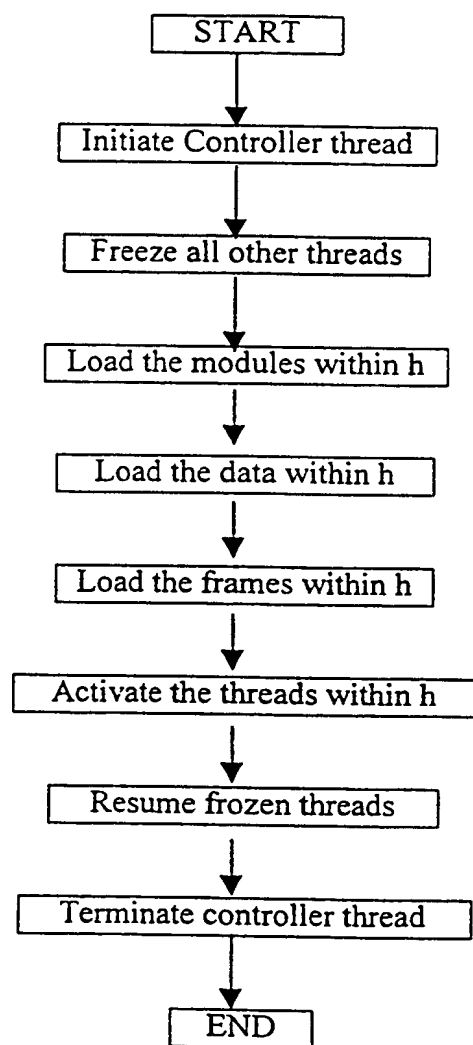 START
Initiate Controller thread
Freeze all other threads
Load the modules within h
Load the data within h
Load the frames within h
Activate the threads within h
Resume frozen threads
Terminate controller thread
END